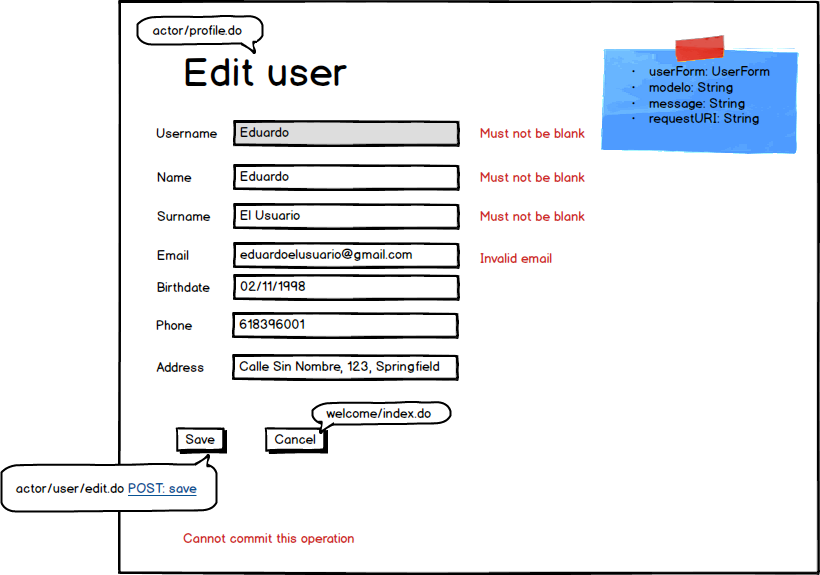 actor/profile.do
Edit user
· userForm: UserForm
· modelo: String
· message: String
· requestURI: String
Username Eduardo Must not be blank
Name Eduardo Must not be blank
Surname El Usuario Must not be blank
Email eduardoelusuario@gmail.com Invalid email
Birthdate 02/11/1998
Phone 618396001
Address Calle Sin Nombre, 123, Springfield
welcome/index.do
Save Cancel
actor/user/edit.do POST: save
Cannot commit this operation